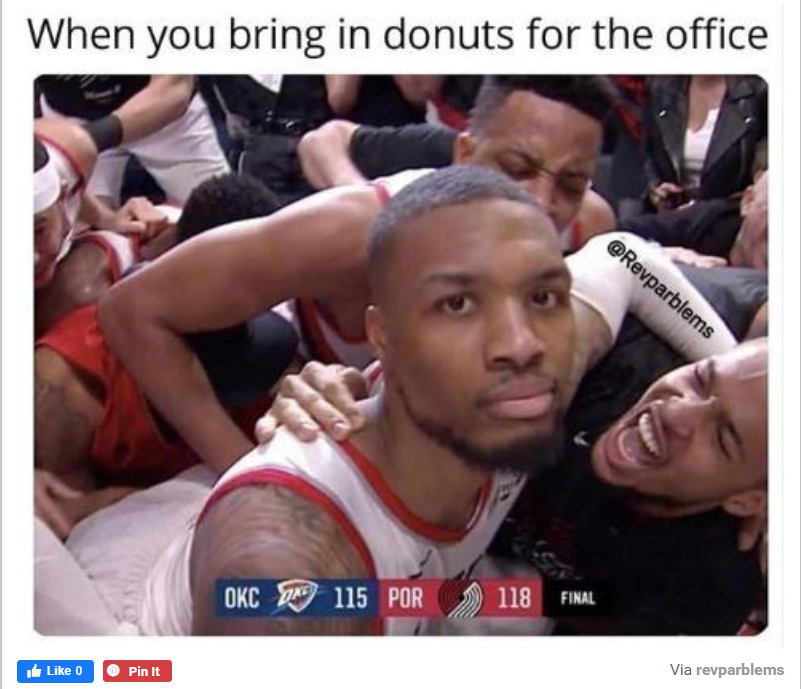 When you bring in donuts for the office
@Revparblems
OKC OKC 115 POR 118 FINAL
Like 0 Pin It Via revparblems